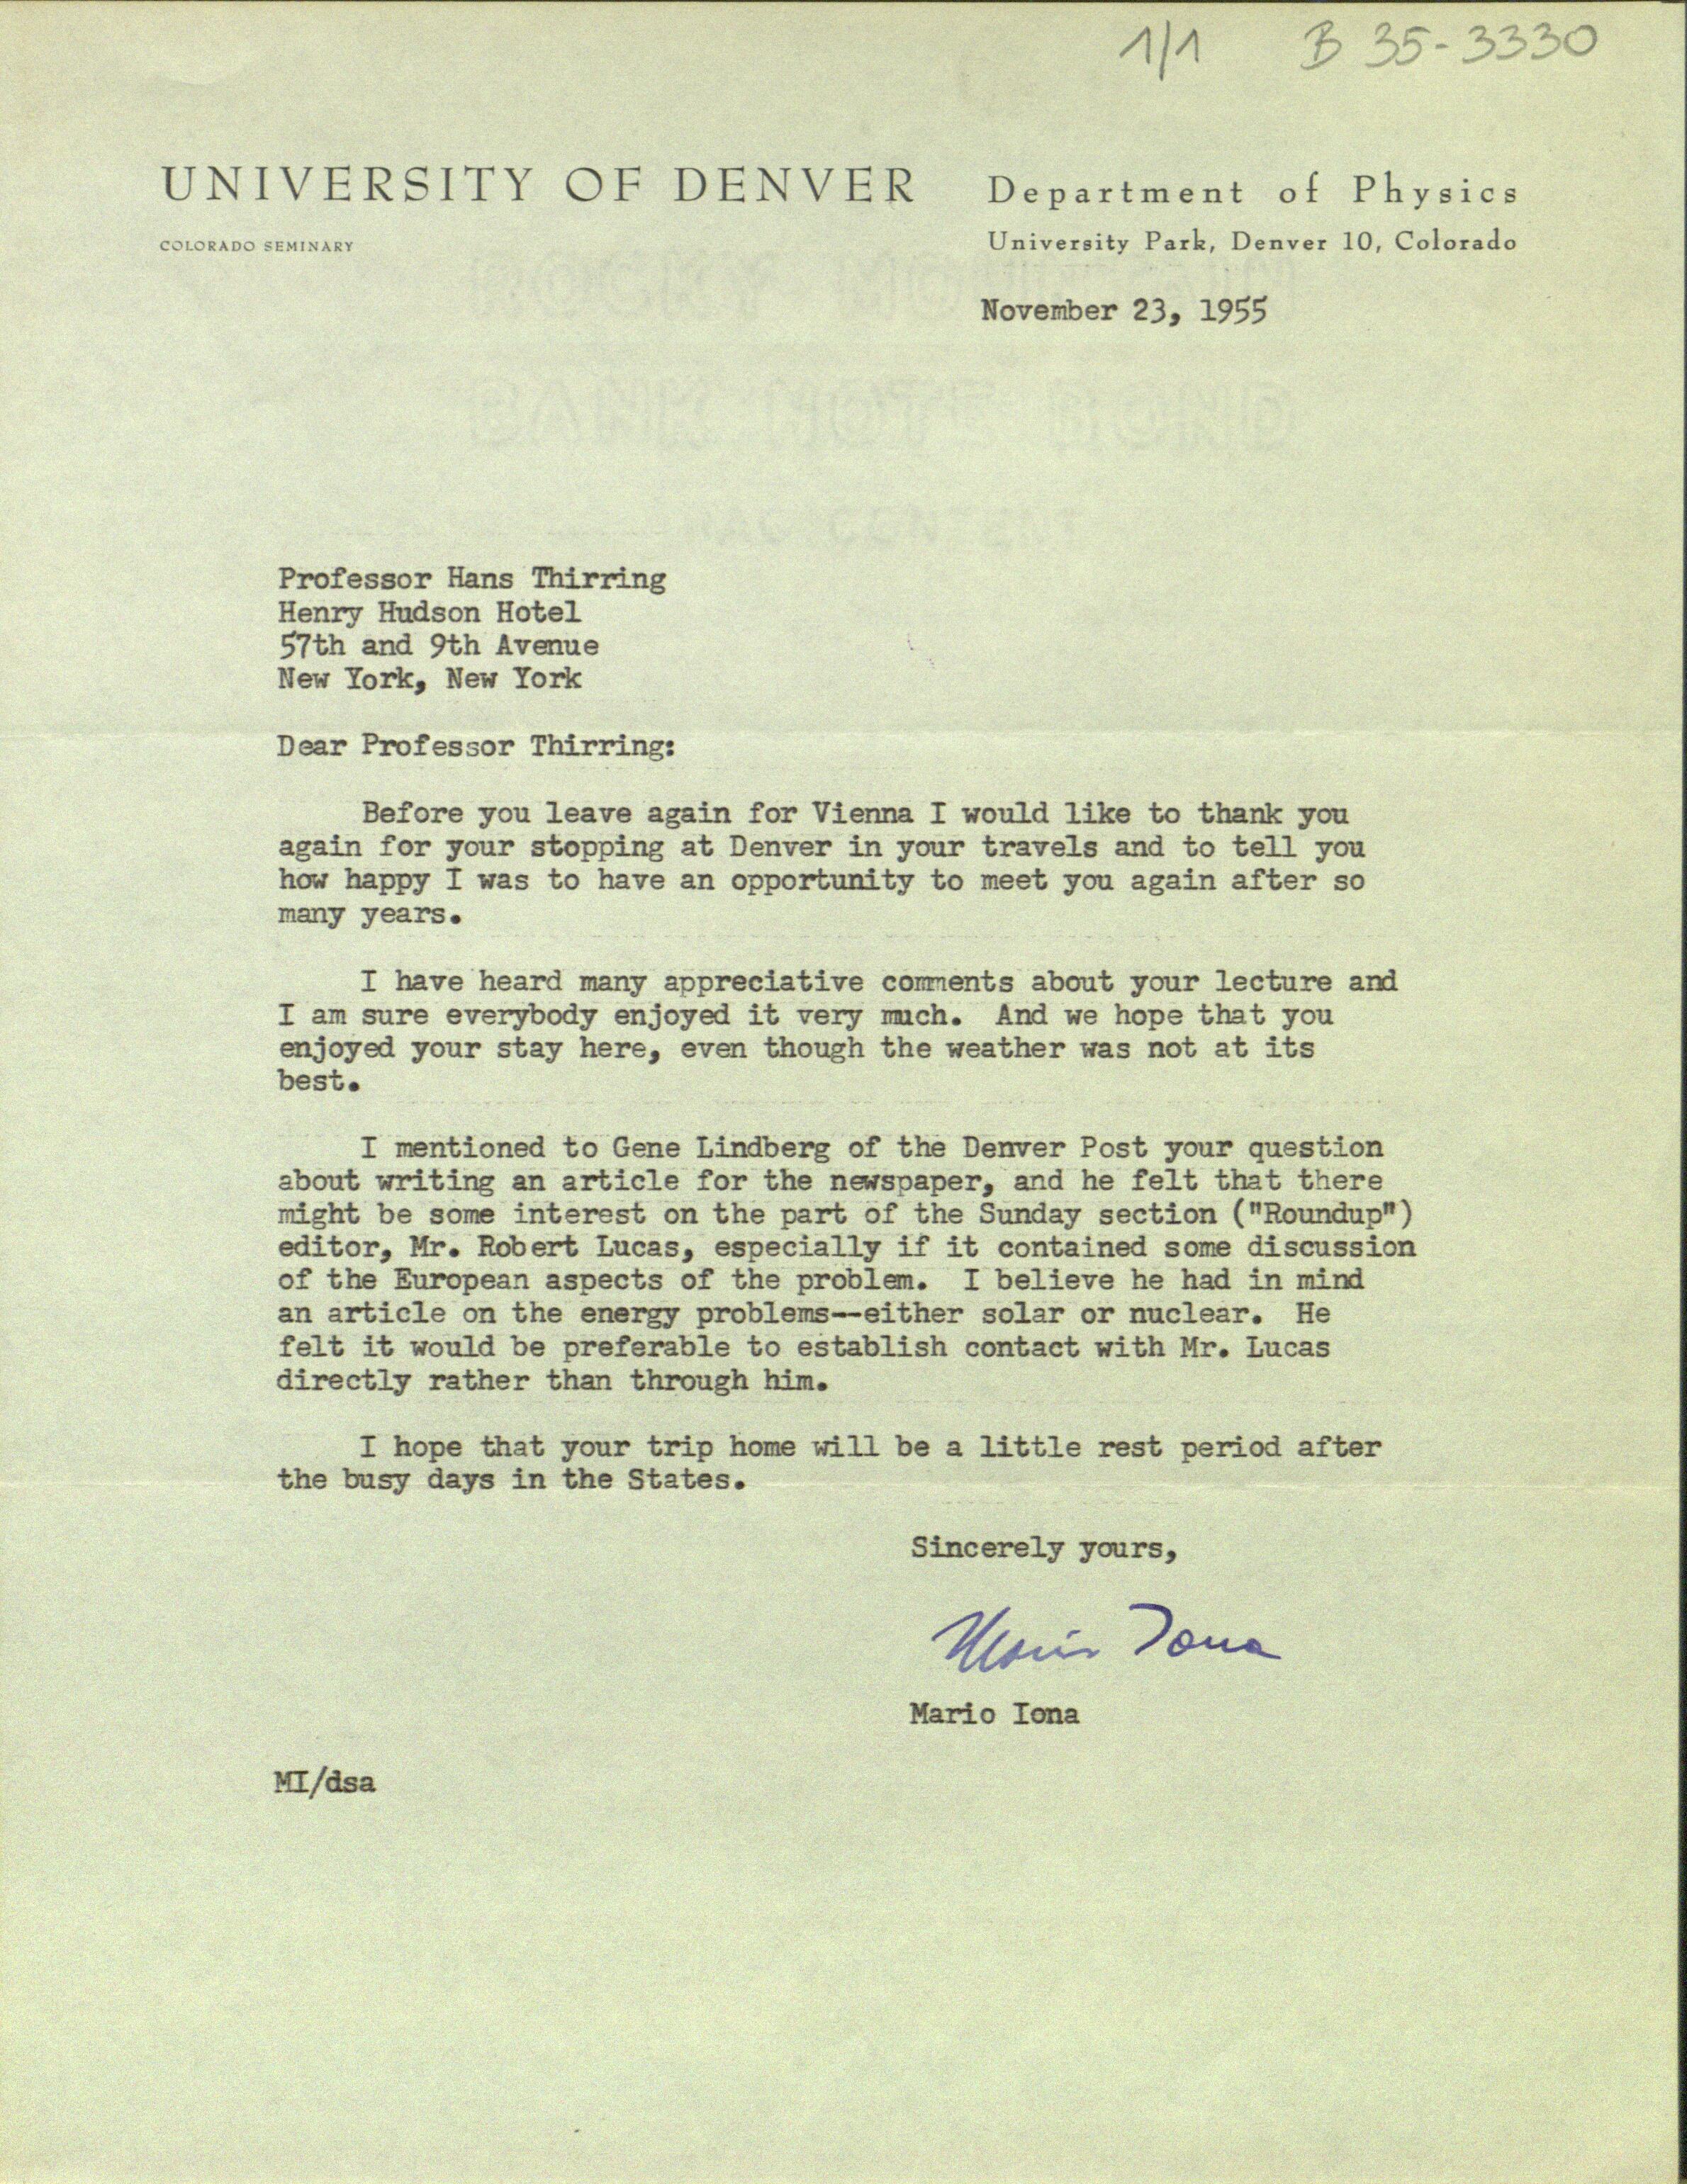 1/1 B 35-3330
UNIVERSITY OF DENVER
COLORADO SEMINARY
Department of Physics
University Park, Denver 10, Colorado
November 23, 1955
Professor Hans Thirring
Henry Hudson Hotel
57th and 9th Avenue
New York, New York
Dear Professor Thirring:
Before you leave again for Vienna I would like to thank you
again for your stopping at Denver in your travels and to tell you
how happy I was to have an opportunity to meet you again after so
many years.
I have heard many appreciative comments about your lecture and
I am sure everybody enjoyed it very much. And we hope that you
enjoyed your stay here, even though the weather was not at its
best.
I mentioned to Gene Lindberg of the Denver Post your question
about writing an article for the newspaper, and he felt that there
might be some interest on the part of the Sunday section ("Roundup")
editor, Mr. Robert Lucas, especially if it contained some discussion
of the European aspects of the problem. I believe he had in mind
an article on the energy problems--either solar or nuclear. He
felt it would be preferable to establish contact with Mr. Lucas
directly rather than through him.
I hope that your trip home will be a little rest period after
the busy days in the States.
Sincerely yours,
Mario Iona
Mario Iona
MI/dsa